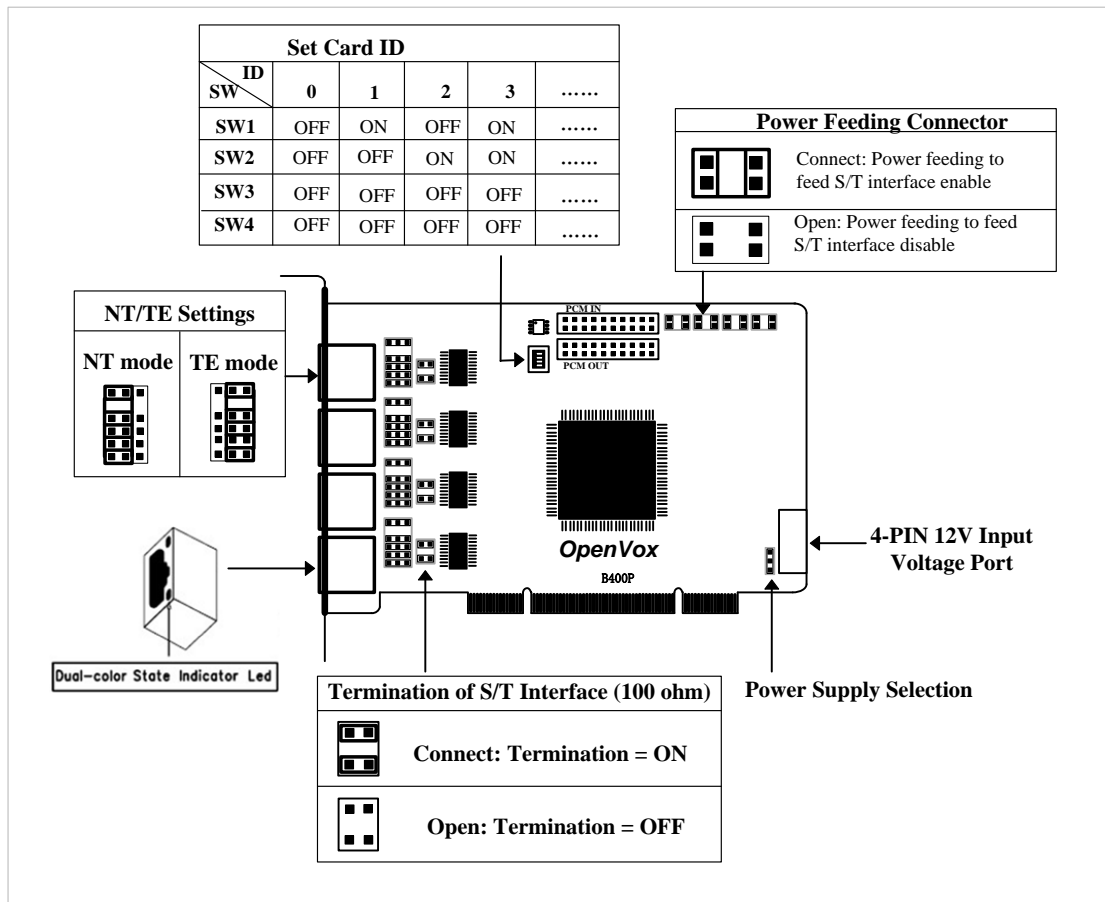 Set Card ID
ID
SW 0 1 2 3 ……
SW1 OFF ON OFF ON ……
SW2 OFF OFF ON ON ……
SW3 OFF OFF OFF OFF ……
SW4 OFF OFF OFF OFF ……
Power Feeding Connector
Connect: Power feeding to
feed S/T interface enable
Open: Power feeding to feed
S/T interface disable
NT/TE Settings
NT mode TE mode
PCM IN
PCM OUT
OpenVox
B400P
4-PIN 12V Input
Voltage Port
Dual-color State Indicator Led
Power Supply Selection
Termination of S/T Interface (100 ohm)
Connect: Termination = ON
Open: Termination = OFF